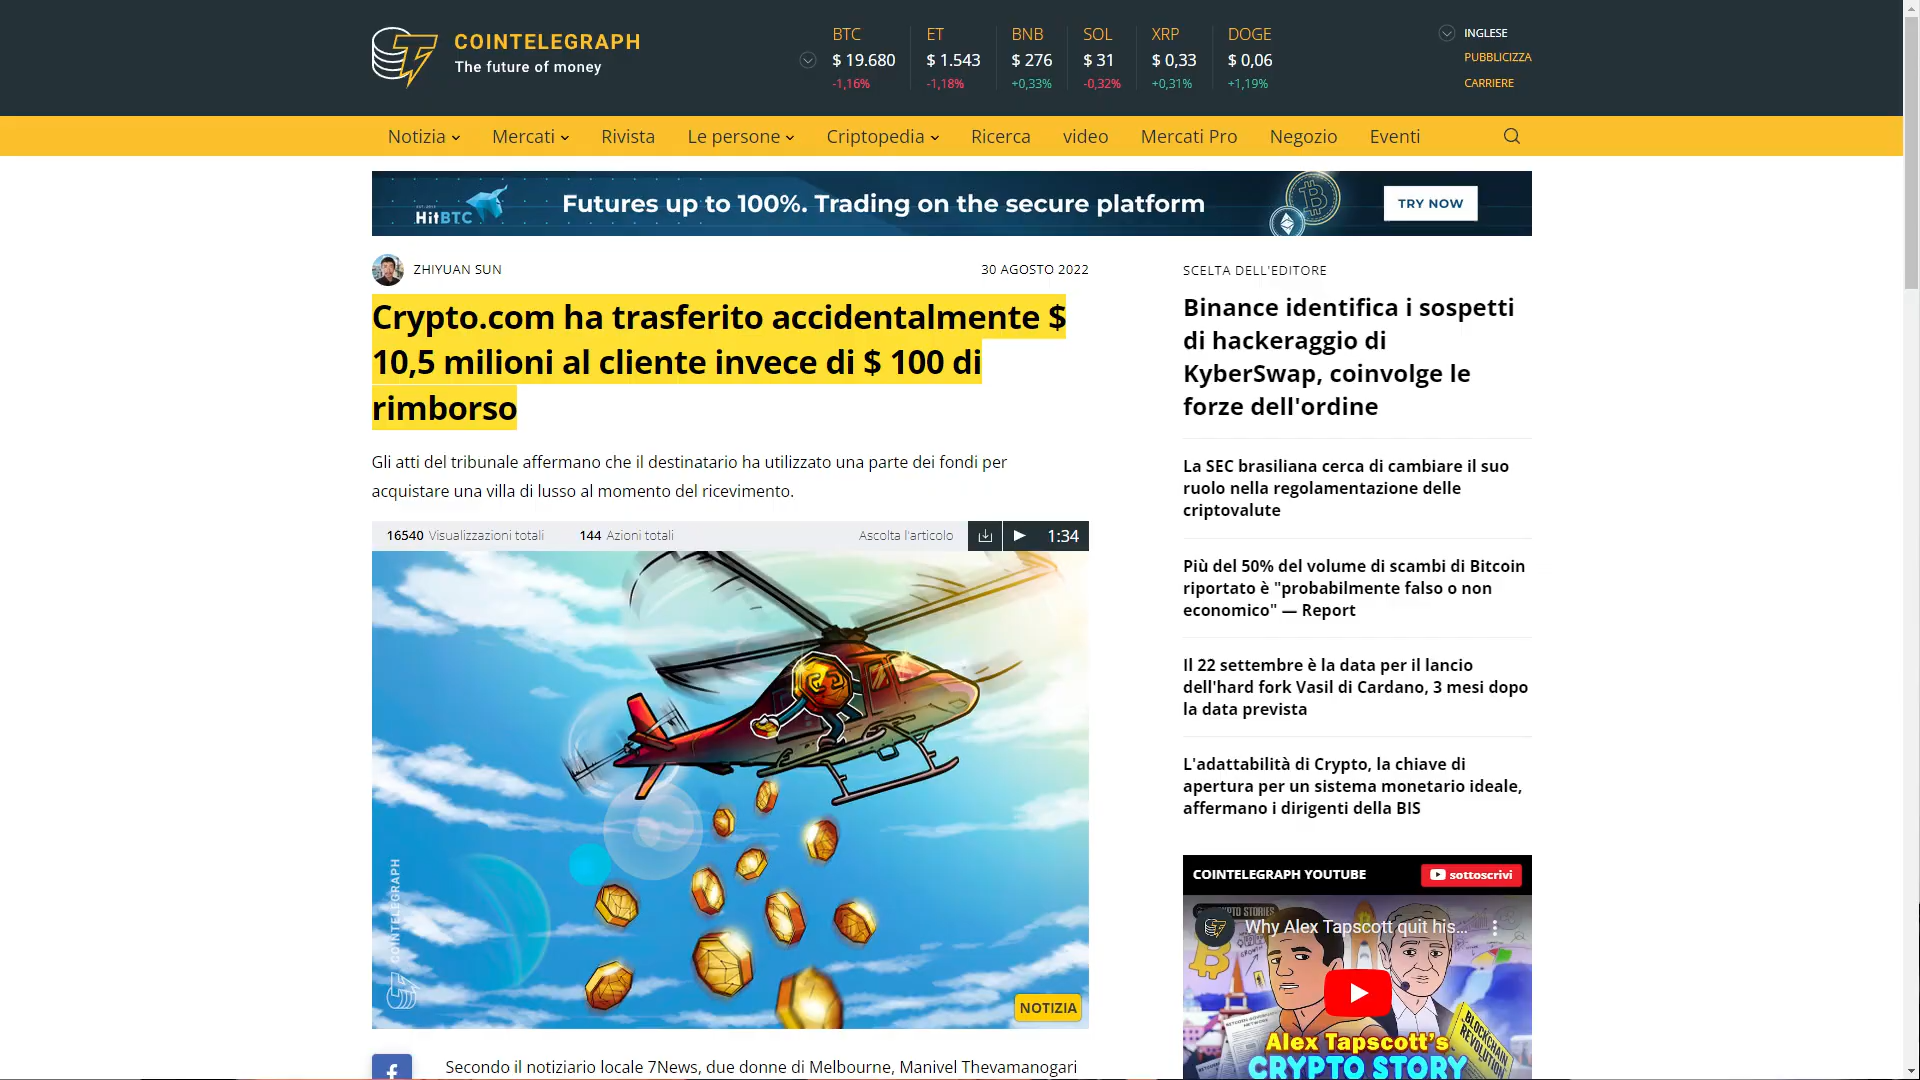 COINTELEGRAPH
The future of money
BTC
$ 19.680
-1,16%
ET
$ 1.543
-1,18%
BNB
$ 276
+0,33%
SOL
$ 31
-0,32%
XRP
$ 0,33
+0,31%
DOGE
$ 0,06
+1,19%
INGLESE
PUBBLICIZZA
CARRIERE
Notizia
Mercati
Rivista
Le persone
Criptopedia
Ricerca
video
Mercati Pro
Negozio
Eventi
HitBTC
Futures up to 100%. Trading on the secure platform
TRY NOW
ZHIYUAN SUN
30 AGOSTO 2022
Crypto.com ha trasferito accidentalmente $
10,5 milioni al cliente invece di $ 100 di
rimborso
Gli atti del tribunale affermano che il destinatario ha utilizzato una parte dei fondi per
acquistare una villa di lusso al momento del ricevimento.
16540 Visualizzazioni totali
144 Azioni totali
Ascolta l'articolo
1:34
COINTELEGRAPH
NOTIZIA
Secondo il notiziario locale 7News, due donne di Melbourne, Manivel Thevamanogari
SCELTA DELL'EDITORE
Binance identifica i sospetti
di hackeraggio di
KyberSwap, coinvolge le
forze dell'ordine
La SEC brasiliana cerca di cambiare il suo
ruolo nella regolamentazione delle
criptovalute
Più del 50% del volume di scambi di Bitcoin
riportato è "probabilmente falso o non
economico" — Report
Il 22 settembre è la data per il lancio
dell'hard fork Vasil di Cardano, 3 mesi dopo
la data prevista
L'adattabilità di Crypto, la chiave di
apertura per un sistema monetario ideale,
affermano i dirigenti della BIS
COINTELEGRAPH YOUTUBE
sottoscrivi
Why Alex Tapscott quit his...
BLOCKCHAIN
REVOLUTION
Alex Tapscott's
CRYPTO STORY